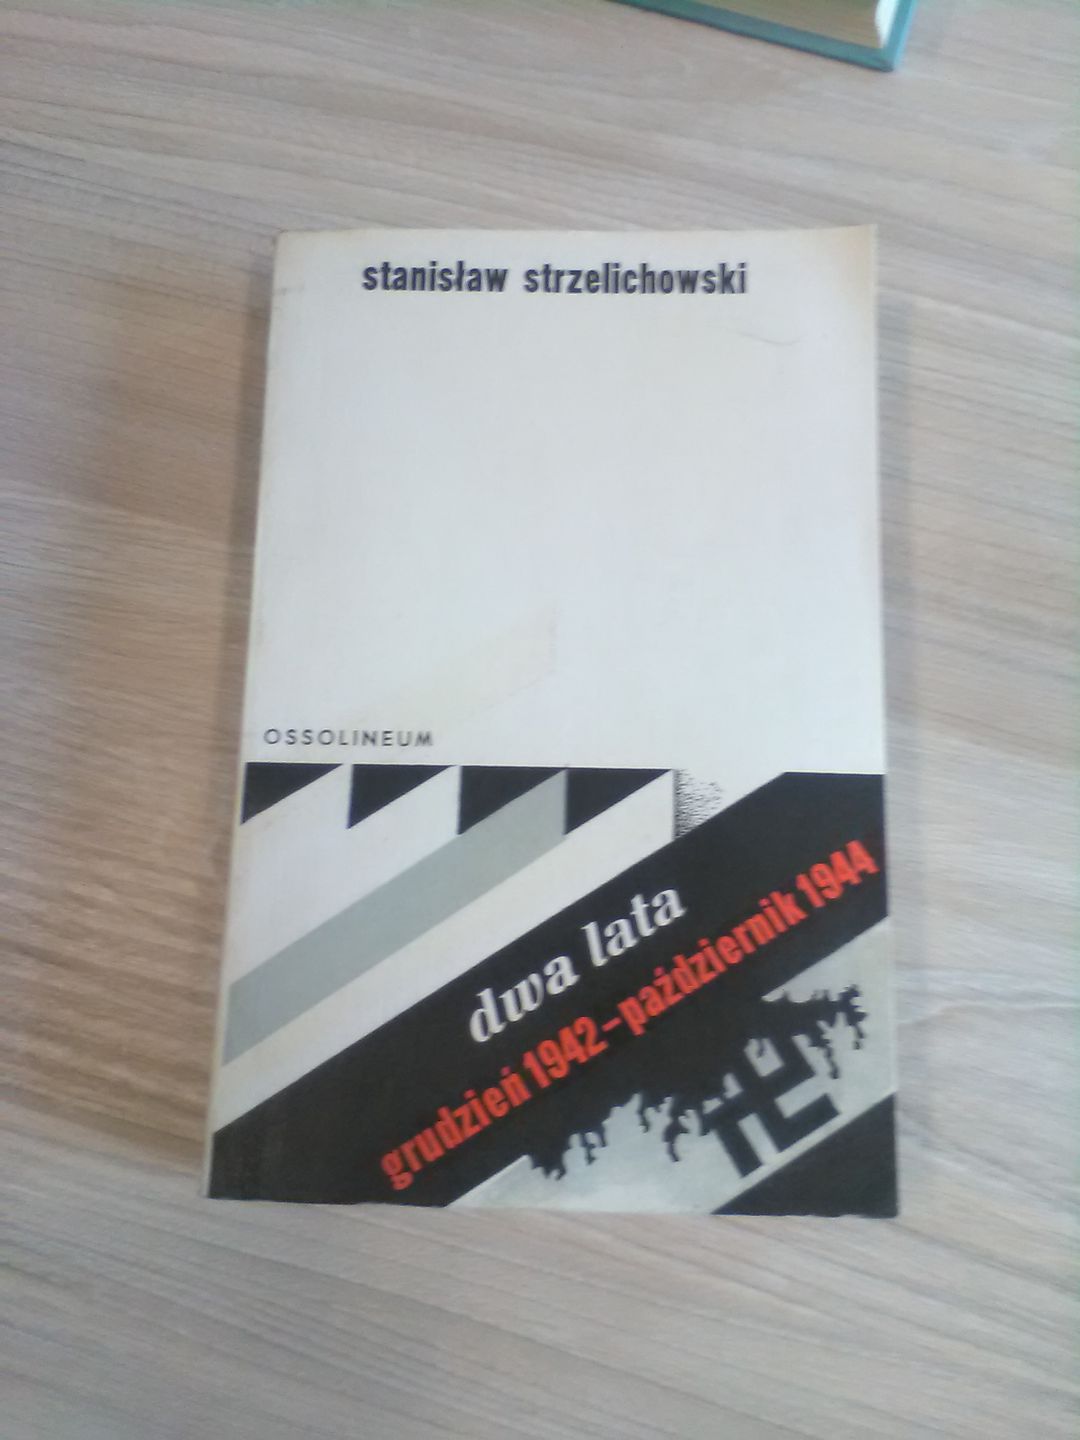 stanisław strzelichowski
OSSOLINEUM
dwa lata
grudzień 1942–październik 1944